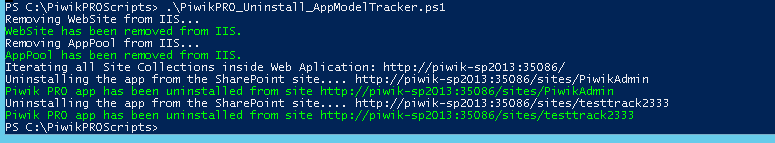 PS C:\PiwikPROScripts> .\PiwikPRO_Uninstall_AppModelTracker.ps1
Removing WebSite from IIS...
WebSite has been removed from IIS.
Removing AppPool from IIS...
AppPool has been removed from IIS.
Iterating all Site Collections inside Web Aplication: http://piwik-sp2013:35086/
Uninstalling the app from the SharePoint site.... http://piwik-sp2013:35086/sites/PiwikAdmin
Piwik PRO app has been uninstalled from site http://piwik-sp2013:35086/sites/PiwikAdmin
Uninstalling the app from the SharePoint site.... http://piwik-sp2013:35086/sites/testtrack2333
Piwik PRO app has been uninstalled from site http://piwik-sp2013:35086/sites/testtrack2333
PS C:\PiwikPROScripts>